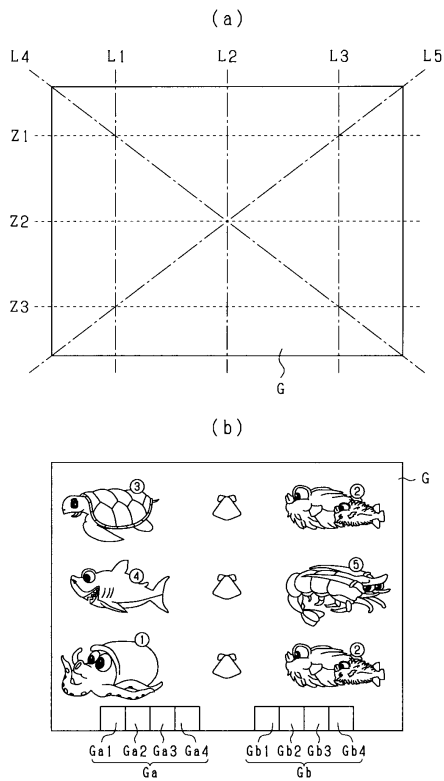 (a)
L4 L1 L2 L3 L5
Z1
Z2
Z3
G
(b)
G
③ ②
④ ⑤
① ②
Ga1 Ga2 Ga3 Ga4 Gb1 Gb2 Gb3 Gb4
Ga Gb